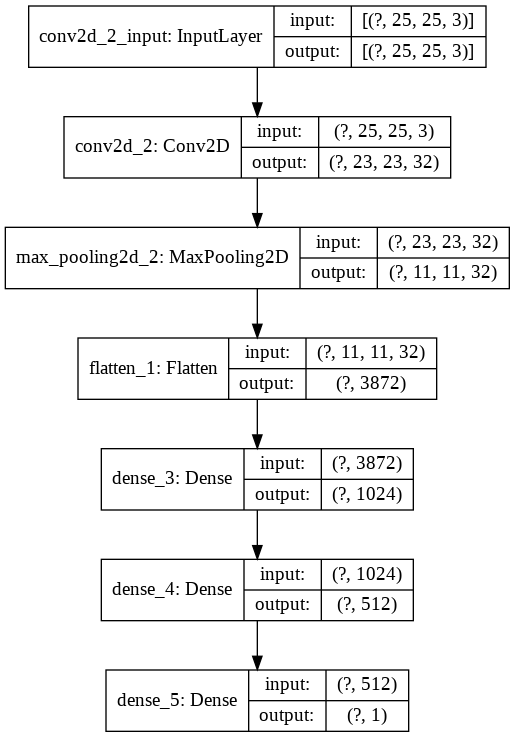 conv2d_2_input: InputLayer
input: [(?, 25, 25, 3)]
output: [(?, 25, 25, 3)]
conv2d_2: Conv2D
input: (?, 25, 25, 3)
output: (?, 23, 23, 32)
max_pooling2d_2: MaxPooling2D
input: (?, 23, 23, 32)
output: (?, 11, 11, 32)
flatten_1: Flatten
input: (?, 11, 11, 32)
output: (?, 3872)
dense_3: Dense
input: (?, 3872)
output: (?, 1024)
dense_4: Dense
input: (?, 1024)
output: (?, 512)
dense_5: Dense
input: (?, 512)
output: (?, 1)